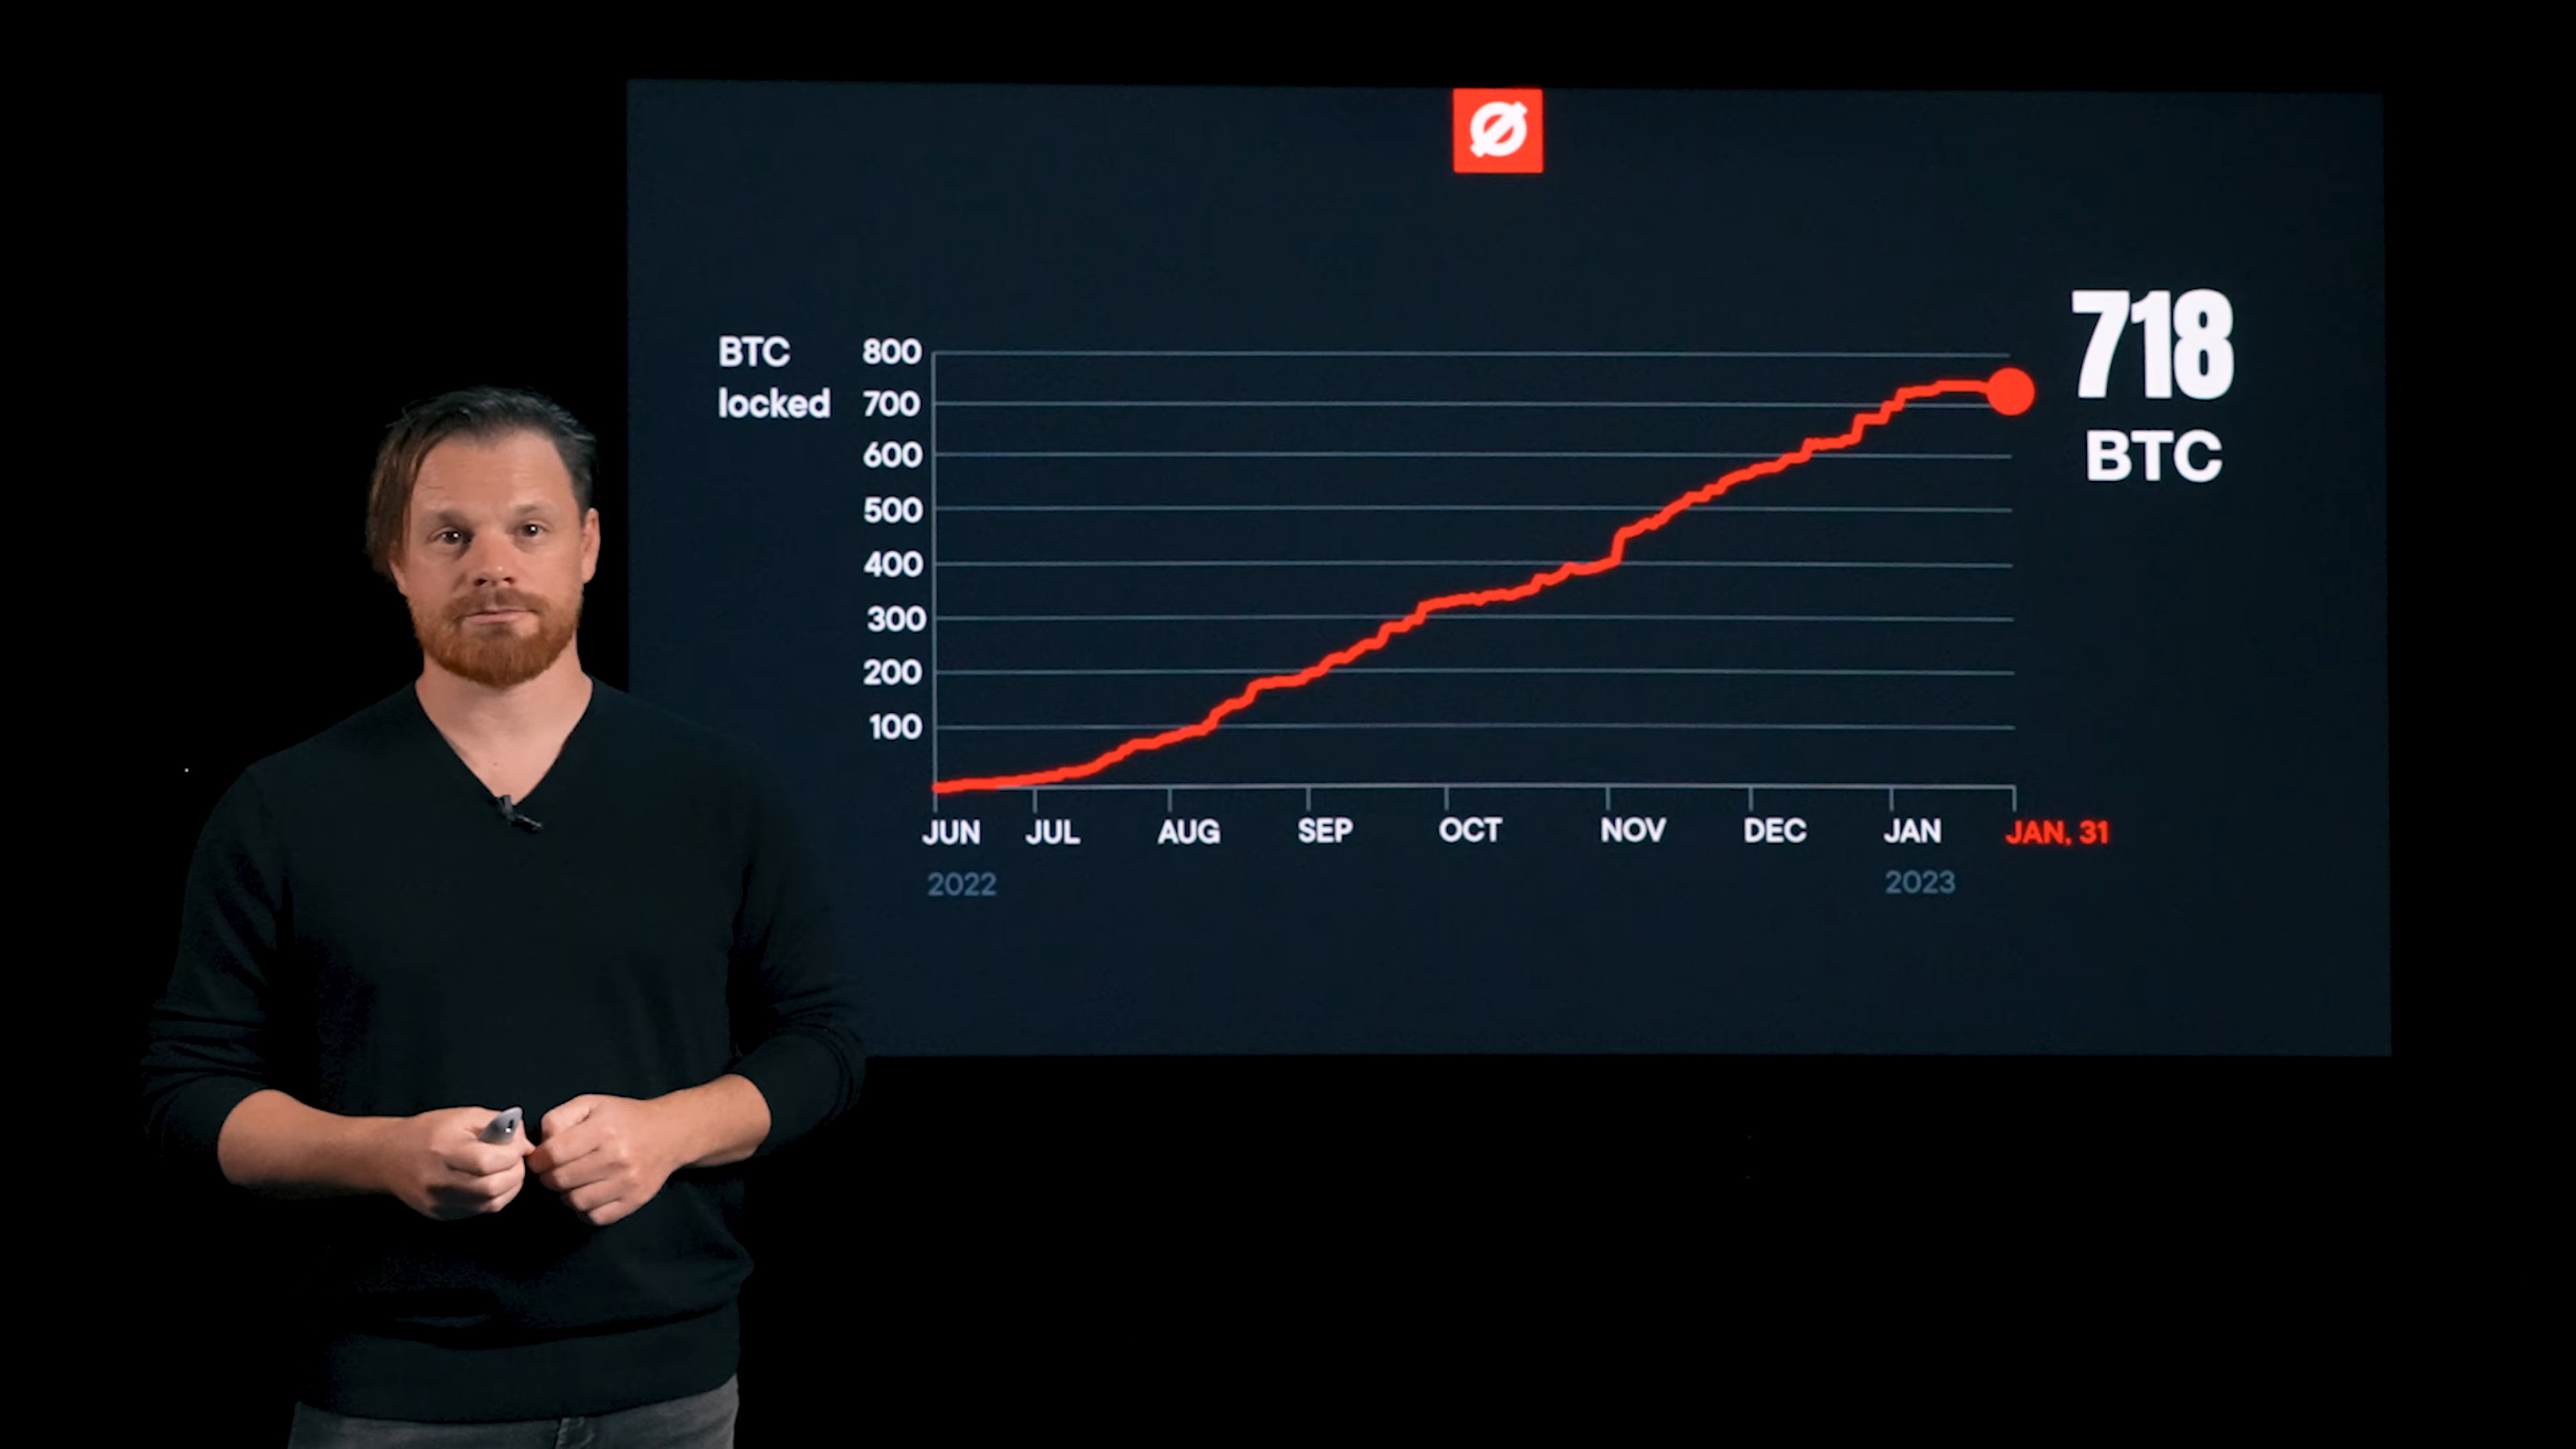 718
BTC
BTC
locked
800
700
600
500
400
300
200
100
JUN
JUL
AUG
SEP
OCT
NOV
DEC
JAN
JAN, 31
2022
2023